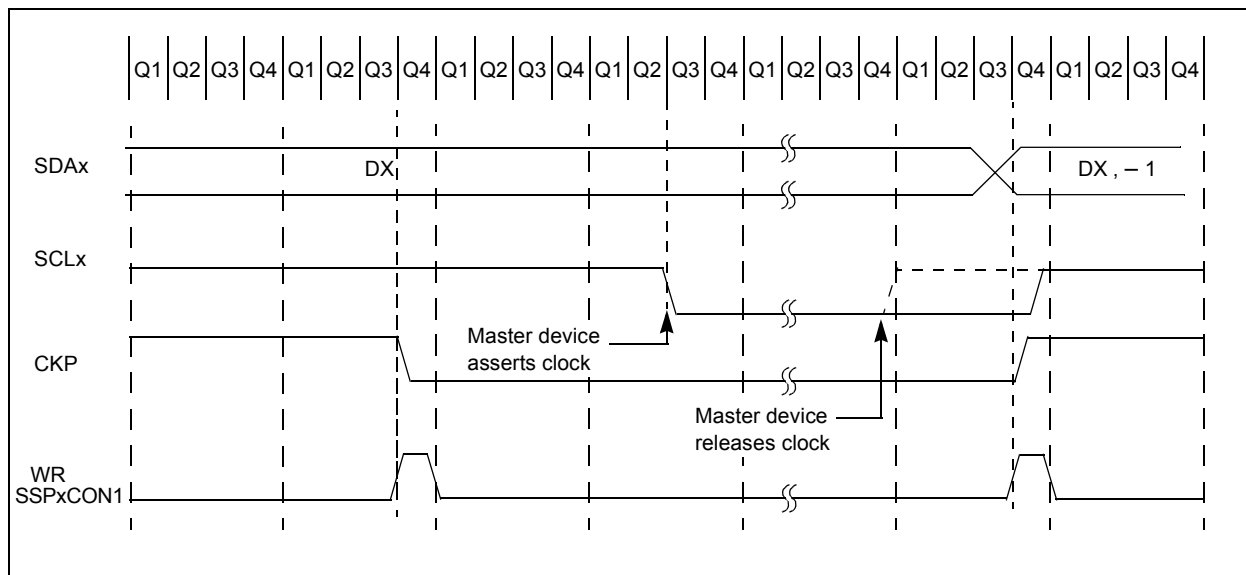 Q1 Q2 Q3 Q4 Q1 Q2 Q3 Q4 Q1 Q2 Q3 Q4 Q1 Q2 Q3 Q4 Q1 Q2 Q3 Q4 Q1 Q2 Q3 Q4 Q1 Q2 Q3 Q4
SDAx
DX
DX , – 1
SCLx
Master device
asserts clock
CKP
Master device
releases clock
WR
SSPxCON1